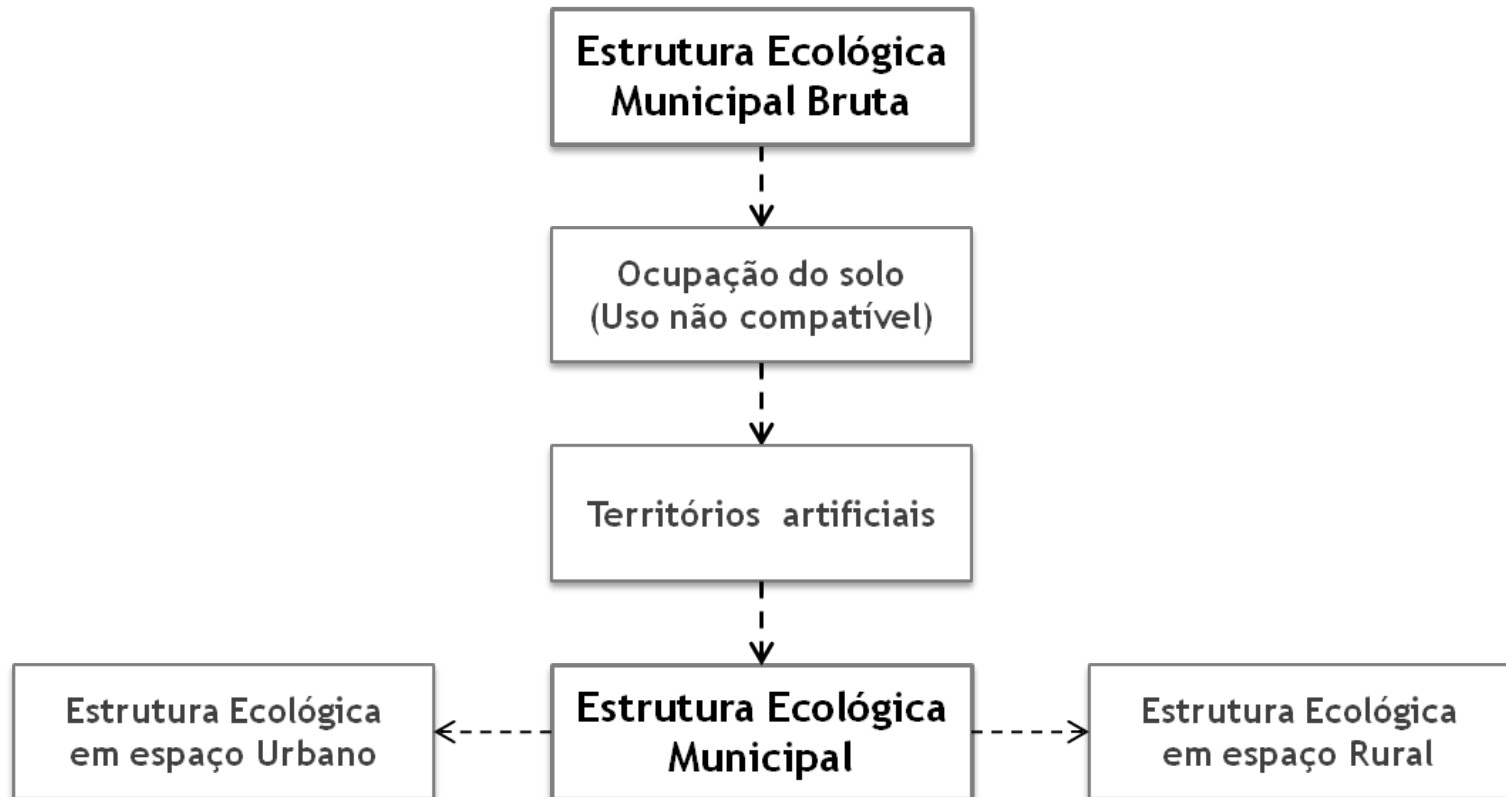 Estrutura Ecológica
Municipal Bruta
Ocupação do solo
(Uso não compatível)
Territórios artificiais
Estrutura Ecológica
em espaço Urbano
Estrutura Ecológica
Municipal
Estrutura Ecológica
em espaço Rural